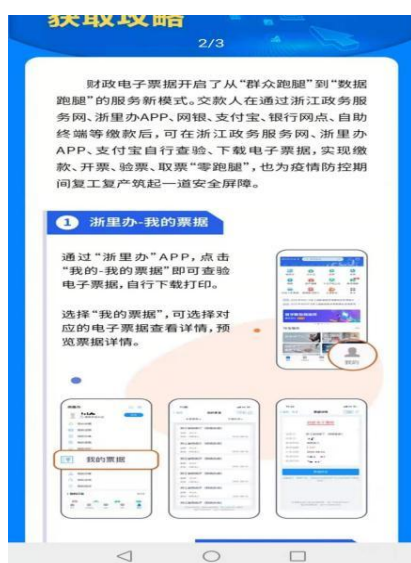 获取攻略
2/3
财政电子票据开启了从“群众跑腿”到“数据
跑腿”的服务新模式。交款人在通过浙江政务服
务网、浙里办APP、网银、支付宝、银行网点、自助
终端等缴款后，可在浙江政务服务网、浙里办
APP、支付宝自行查验、下载电子票据，实现缴
款、开票、验票、取票“零跑腿”，也为疫情防控期
间复工复产筑起一道安全屏障。
1 浙里办-我的票据
通过“浙里办”APP，点击
“我的-我的票据”即可查验
电子票据，自行下载打印。
选择“我的票据”，可选择对
应的电子票据查看详情，预
览票据详情。
我的票据